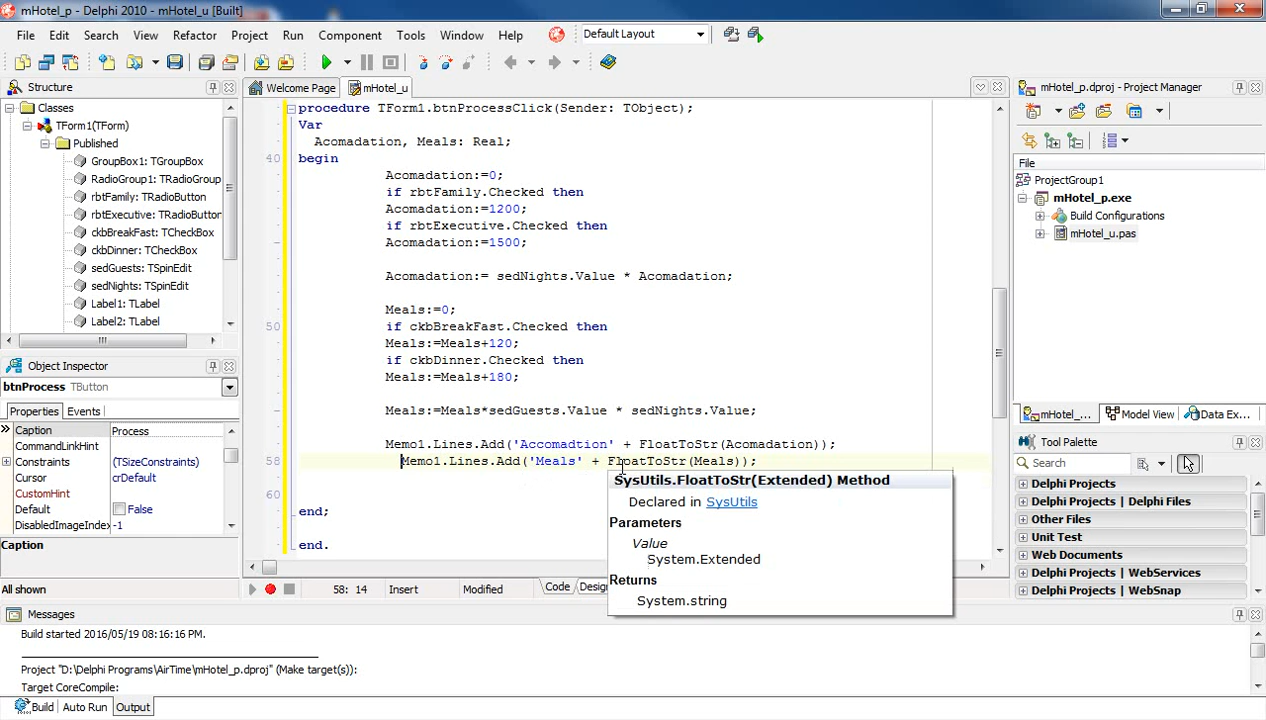 mHotel_p - Delphi 2010 - mHotel_u [Built]
File Edit Search View Refactor Project Run Component Tools Window Help Default Layout
Structure
Welcome Page mHotel_u
mHotel_p.dproj - Project Manager
Classes
TForm1(TForm)
Published
GroupBox1: TGroupBox
RadioGroup1: TRadioGroup
rbtFamily: TRadioButton
rbtExecutive: TRadioButton
ckbBreakFast: TCheckBox
ckbDinner: TCheckBox
sedGuests: TSpinEdit
sedNights: TSpinEdit
Label1: TLabel
Label2: TLabel
Object Inspector
btnProcess TButton
Properties Events
Caption Process
CommandLinkHint
Constraints (TSizeConstraints)
Cursor crDefault
CustomHint
Default False
DisabledImageIndex -1
Caption
All shown
procedure TForm1.btnProcessClick(Sender: TObject);
Var
Acomadation, Meals: Real;
40 begin
Acomadation:=0;
if rbtFamily.Checked then
Acomadation:=1200;
if rbtExecutive.Checked then
Acomadation:=1500;
Acomadation:= sedNights.Value * Acomadation;
Meals:=0;
50 if ckbBreakFast.Checked then
Meals:=Meals+120;
if ckbDinner.Checked then
Meals:=Meals+180;
Meals:=Meals*sedGuests.Value * sedNights.Value;
Memo1.Lines.Add('Accomadtion' + FloatToStr(Acomadation));
58 Memo1.Lines.Add('Meals' + FloatToStr(Meals));
60
end;
end.
SysUtils.FloatToStr(Extended) Method
Declared in SysUtils
Parameters
Value
System.Extended
Returns
System.string
58: 14 Insert Modified Code Design
File
ProjectGroup1
mHotel_p.exe
Build Configurations
mHotel_u.pas
mHotel_... Model View Data Ex...
Tool Palette
Search
Delphi Projects
Delphi Projects | Delphi Files
Other Files
Unit Test
Web Documents
Delphi Projects | WebServices
Delphi Projects | WebSnap
Messages
Build started 2016/05/19 08:16:16 PM.
Project "D:\Delphi Programs\AirTime\mHotel_p.dproj" (Make target(s)):
Target CoreCompile:
Build Auto Run Output